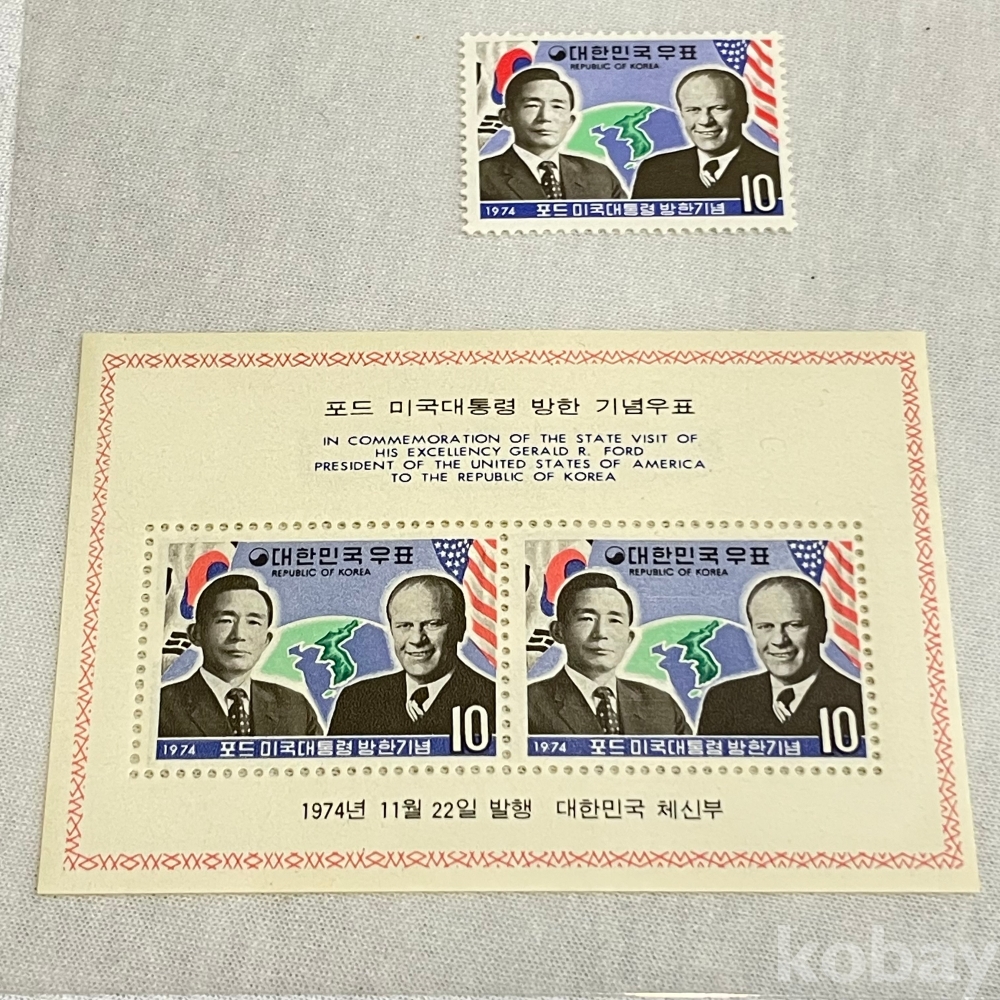 대한민국우표
REPUBLIC OF KOREA
1974 포드 미국대통령 방한기념 10
포드 미국대통령 방한 기념우표
IN COMMEMORATION OF THE STATE VISIT OF
HIS EXCELLENCY GERALD R. FORD
PRESIDENT OF THE UNITED STATES OF AMERICA
TO THE REPUBLIC OF KOREA
대한민국우표
REPUBLIC OF KOREA
1974 포드 미국대통령 방한기념 10
대한민국우표
REPUBLIC OF KOREA
1974 포드 미국대통령 방한기념 10
1974년 11월 22일 발행 대한민국 체신부
kobay